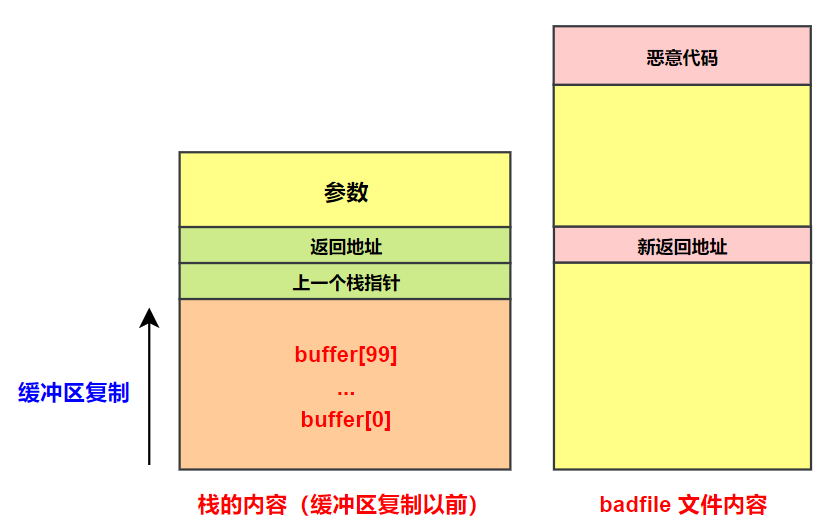 恶意代码
参数
返回地址
新返回地址
上一个栈指针
buffer[99]
...
buffer[0]
缓冲区复制
栈的内容（缓冲区复制以前）
badfile 文件内容